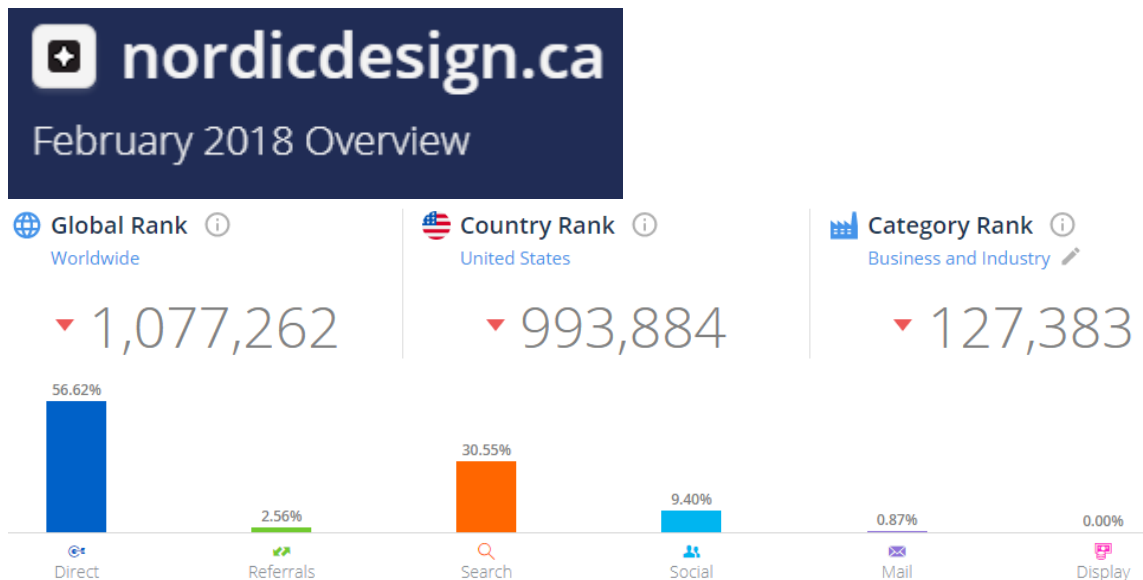 nordicdesign.ca
February 2018 Overview
Global Rank
Worldwide
1,077,262
Country Rank
United States
993,884
Category Rank
Business and Industry
127,383
56.62%
2.56%
30.55%
9.40%
0.87%
0.00%
Direct
Referrals
Search
Social
Mail
Display